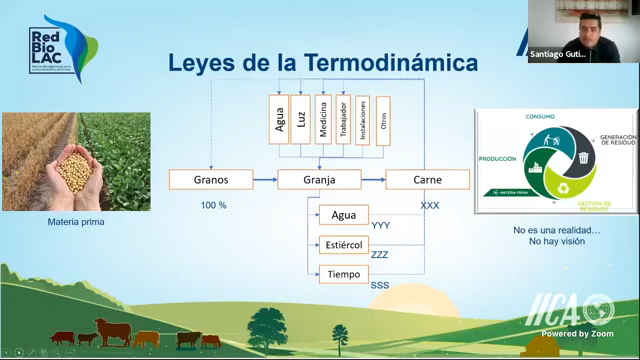 Red
Bio
LAC
Leyes de la Termodinámica
Santiago Guti...
Agua
Luz
Medicina
Trabajador
Instalaciones
Otros
Granos
Granja
Carne
100 %
XXX
Agua
YYY
Estiércol
ZZZ
Tiempo
SSS
Materia prima
CONSUMO
GENERACIÓN
DE RESIDUO
PRODUCCIÓN
MATERIA PRIMA
GESTIÓN DE
RESIDUOS
No es una realidad...
No hay visión
IICA
Powered by Zoom